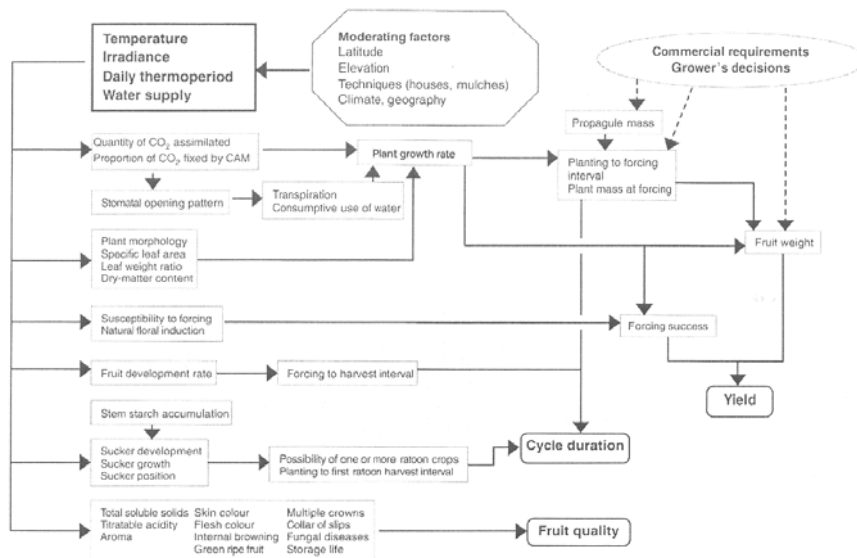 Temperature
Irradiance
Daily thermoperiod
Water supply
Moderating factors
Latitude
Elevation
Techniques (houses, mulches)
Climate, geography
Commercial requirements
Grower's decisions
Propagule mass
Quantity of CO2 assimilated
Proportion of CO2, fixed by CAM
Plant growth rate
Planting to forcing
interval
Plant mass at forcing
Stomatal opening pattern
Transpiration
Consumptive use of water
Plant morphology
Specific leaf area
Leaf weight ratio
Dry-matter content
Fruit weight
Susceptibility to forcing
Natural floral induction
Forcing success
Fruit development rate
Forcing to harvest interval
Yield
Stem starch accumulation
Sucker development
Sucker growth
Sucker position
Possibility of one or more ratoon crops
Planting to first ratoon harvest interval
Cycle duration
Total soluble solids
Titratable acidity
Aroma
Skin colour
Flesh colour
Internal browning
Green ripe fruit
Multiple crowns
Collar of slips
Fungal diseases
Storage life
Fruit quality